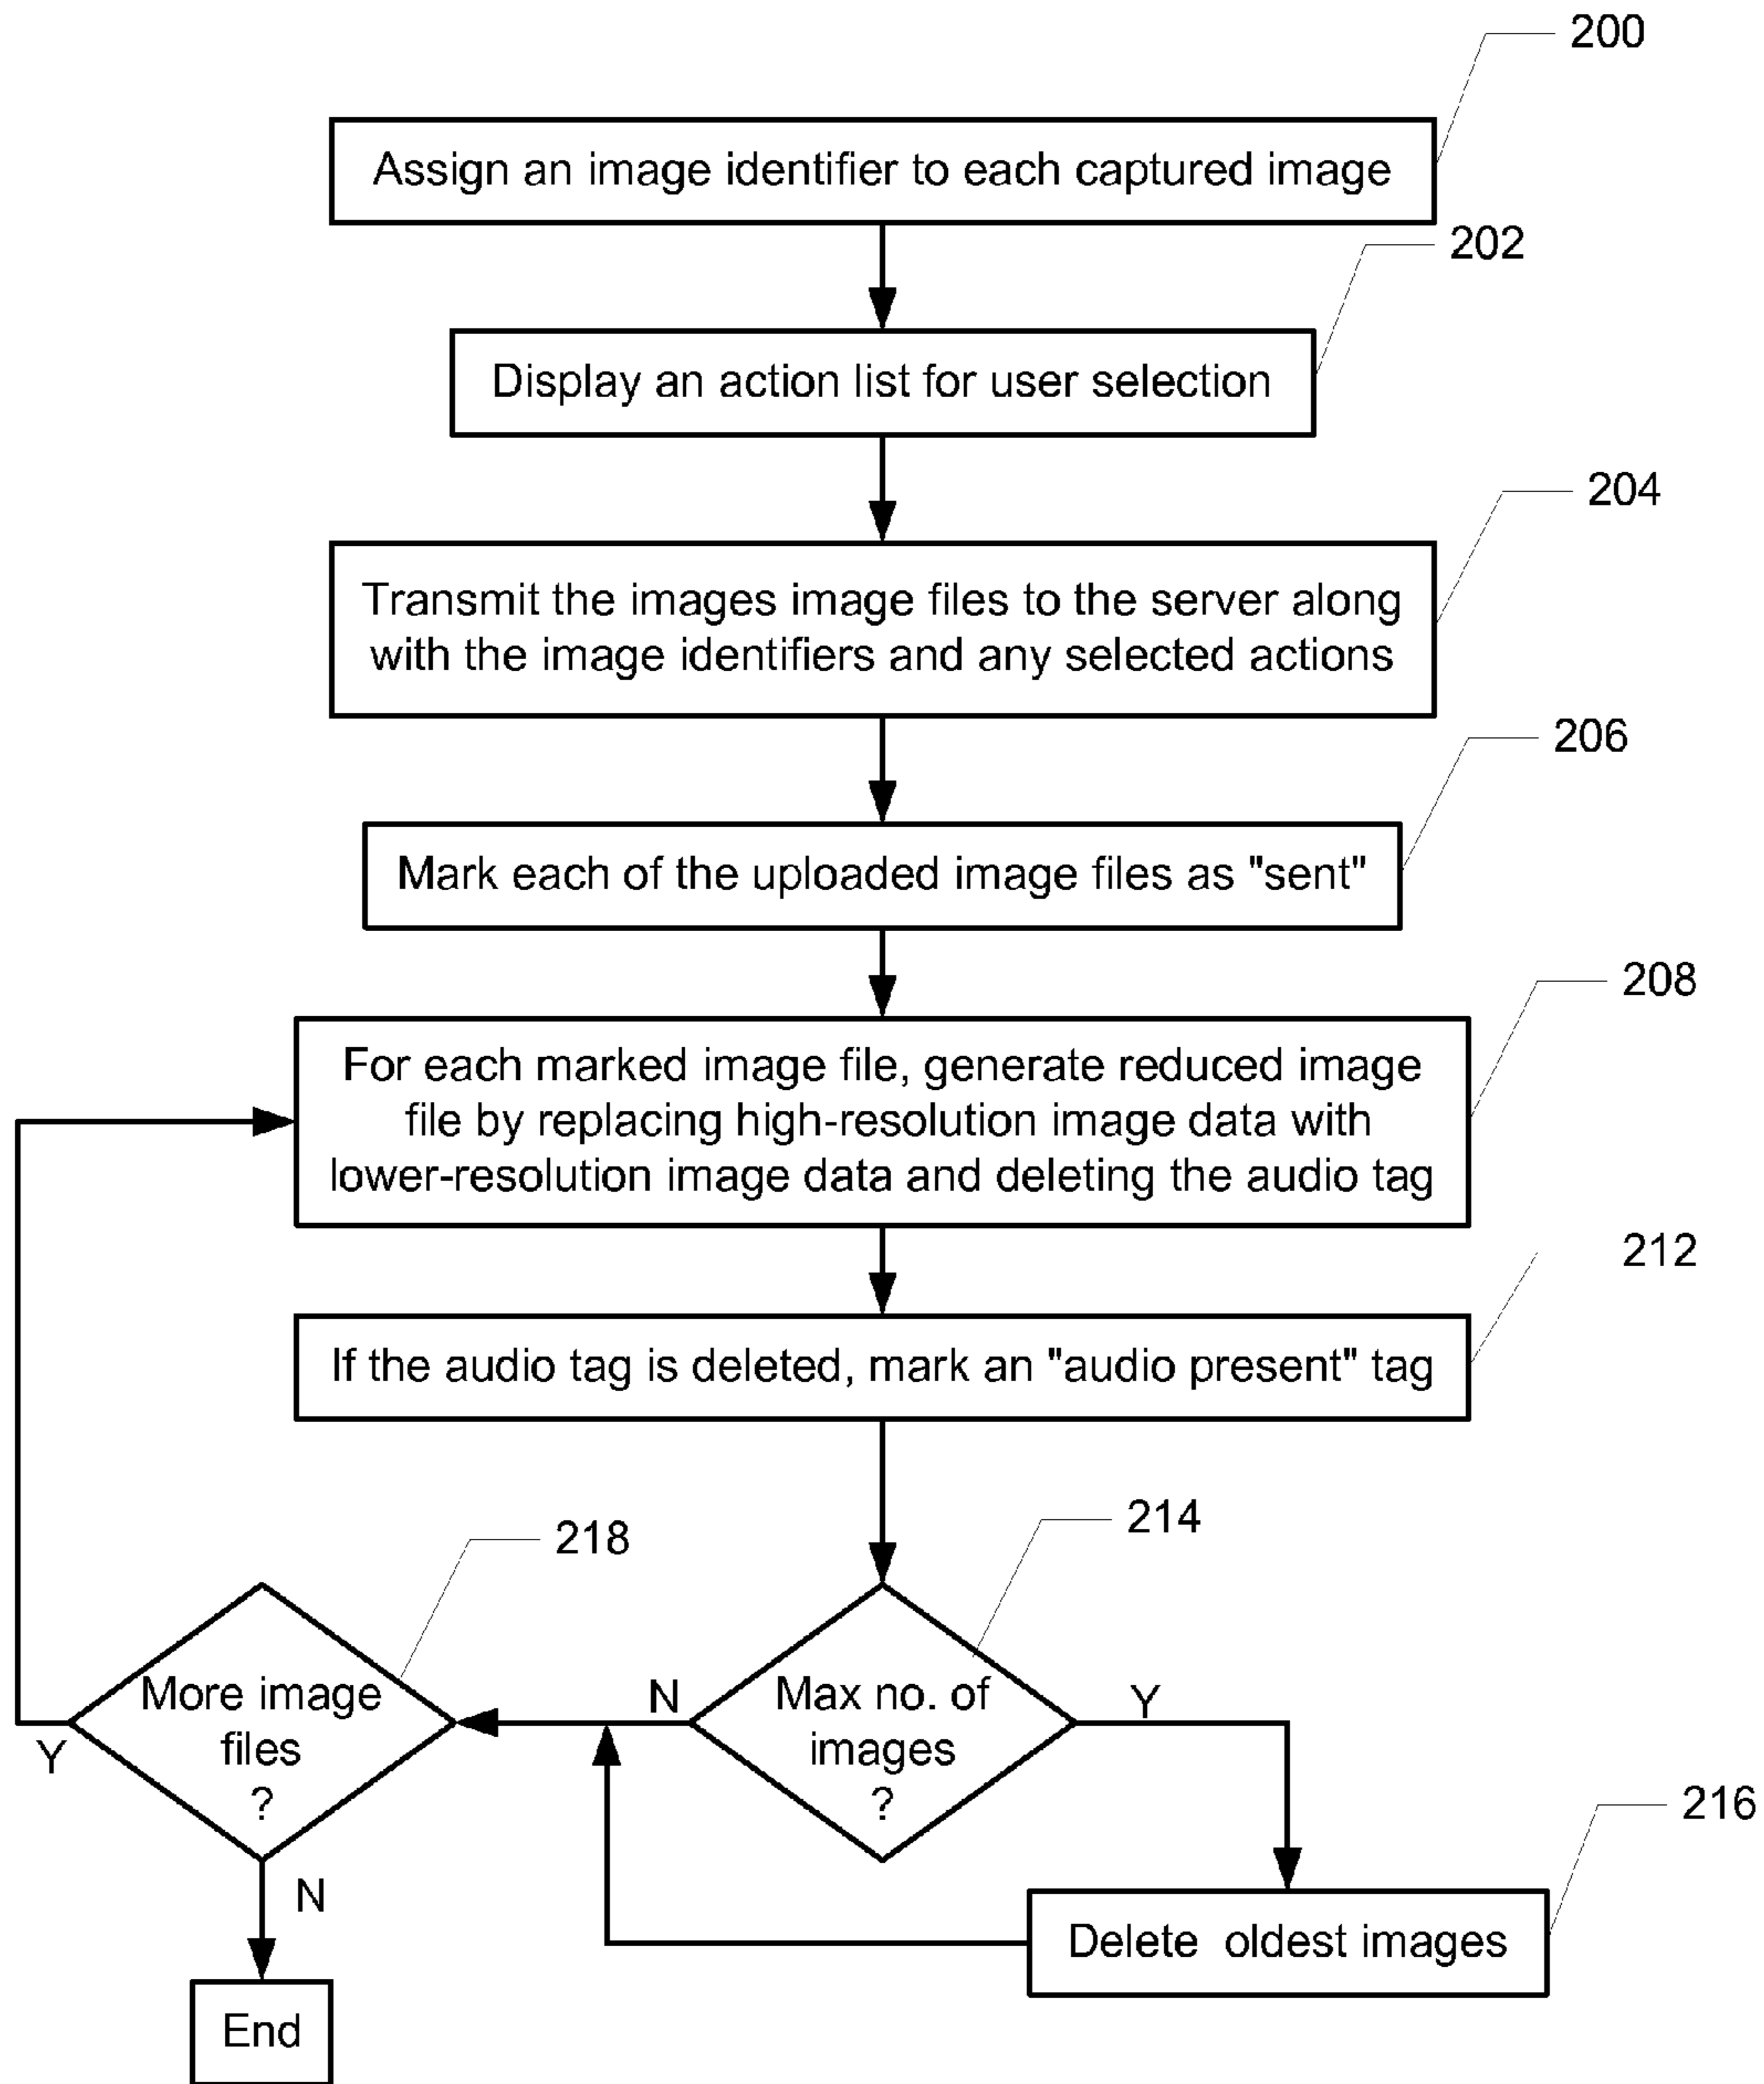 200
Assign an image identifier to each captured image
202
Display an action list for user selection
204
Transmit the images image files to the server along
with the image identifiers and any selected actions
206
Mark each of the uploaded image files as "sent"
208
For each marked image file, generate reduced image
file by replacing high-resolution image data with
lower-resolution image data and deleting the audio tag
212
If the audio tag is deleted, mark an "audio present" tag
214
218
More image
files
?
Y
N
Max no. of
images
?
N
Y
216
Delete oldest images
End